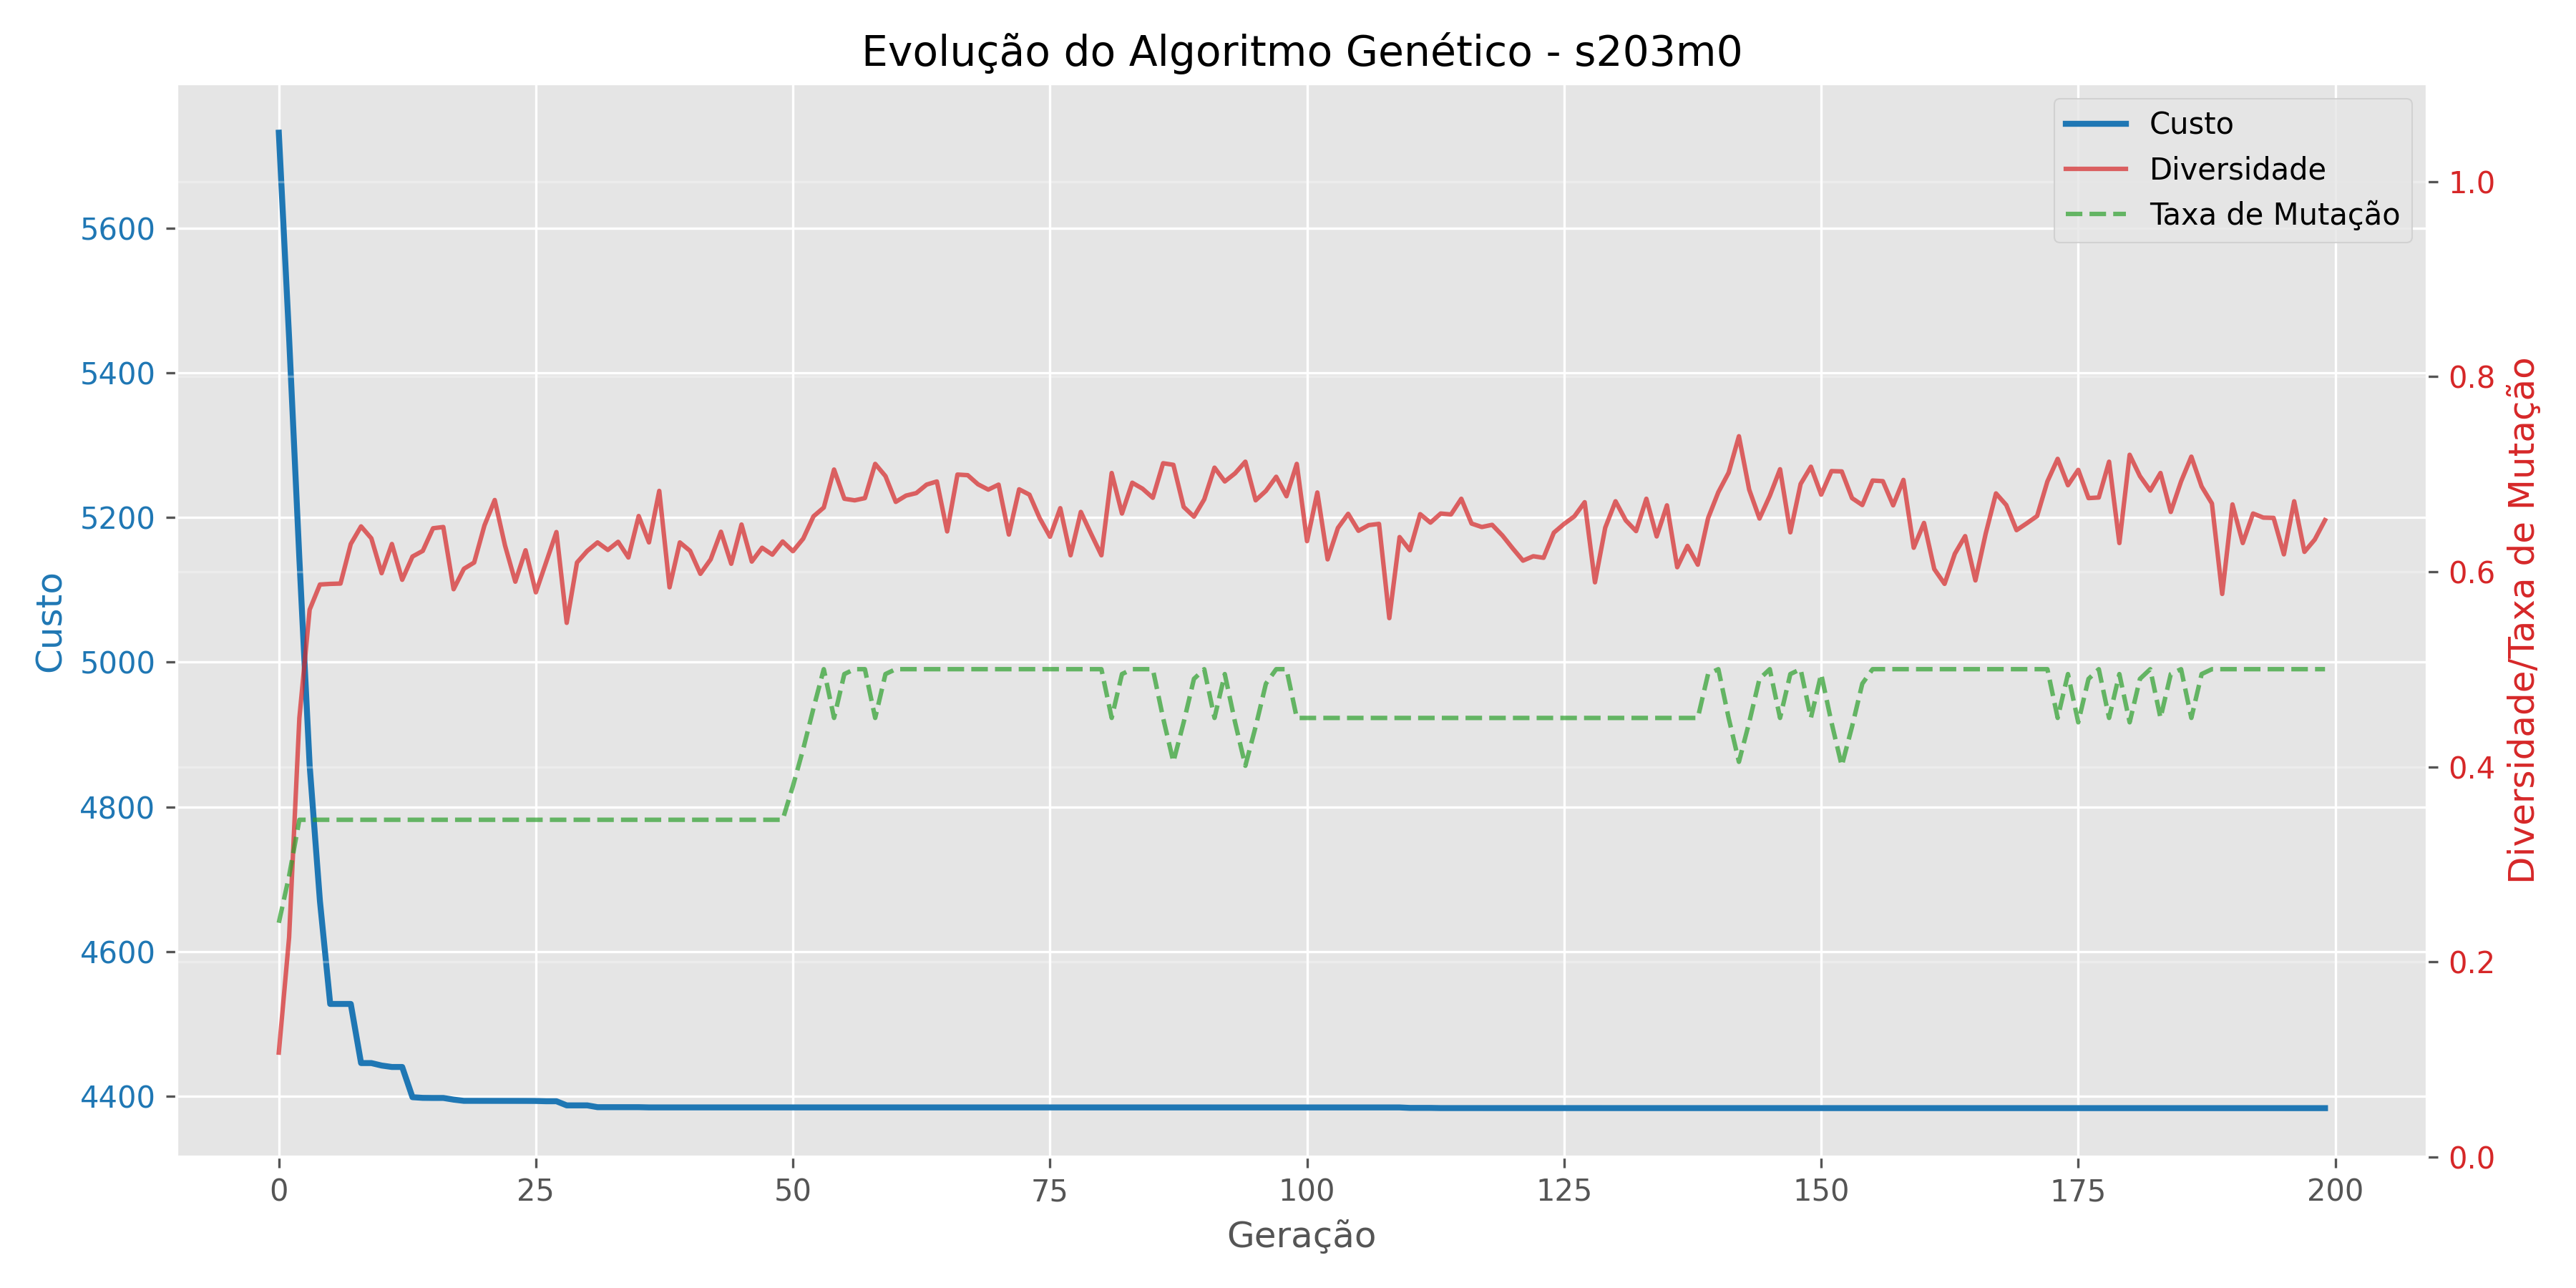 Evolução do Algoritmo Genético - s203m0
Custo
Diversidade
Taxa de Mutação
5600
5400
5200
5000
4800
4600
4400
Custo
1.0
0.8
0.6
0.4
0.2
0.0
Diversidade/Taxa de Mutação
0 25 50 75 100 125 150 175 200
Geração